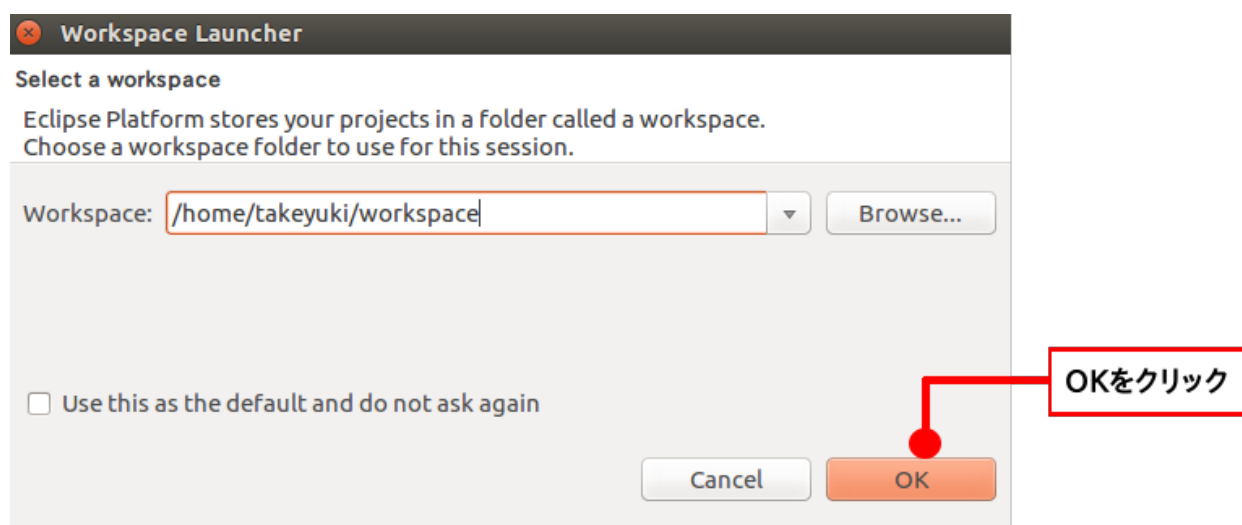 Workspace Launcher
Select a workspace
Eclipse Platform stores your projects in a folder called a workspace.
Choose a workspace folder to use for this session.
Workspace: /home/takeyuki/workspace Browse...
OKをクリック
Use this as the default and do not ask again
Cancel OK